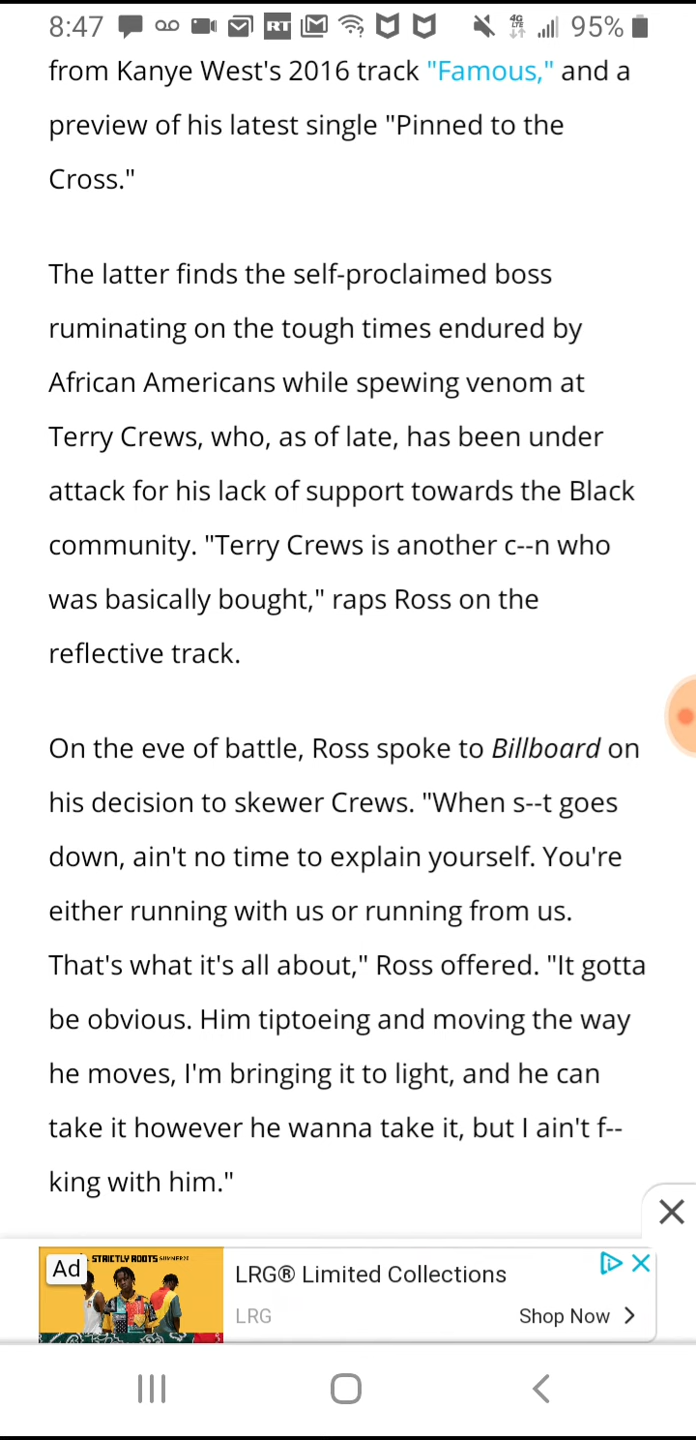 8:47 RT 4G LTE 95%
from Kanye West's 2016 track "Famous," and a
preview of his latest single "Pinned to the
Cross."
The latter finds the self-proclaimed boss
ruminating on the tough times endured by
African Americans while spewing venom at
Terry Crews, who, as of late, has been under
attack for his lack of support towards the Black
community. "Terry Crews is another c--n who
was basically bought," raps Ross on the
reflective track.
On the eve of battle, Ross spoke to Billboard on
his decision to skewer Crews. "When s--t goes
down, ain't no time to explain yourself. You're
either running with us or running from us.
That's what it's all about," Ross offered. "It gotta
be obvious. Him tiptoeing and moving the way
he moves, I'm bringing it to light, and he can
take it however he wanna take it, but I ain't f--
king with him."
Ad
STRICTLY ROOTS
LRG® Limited Collections
LRG
Shop Now